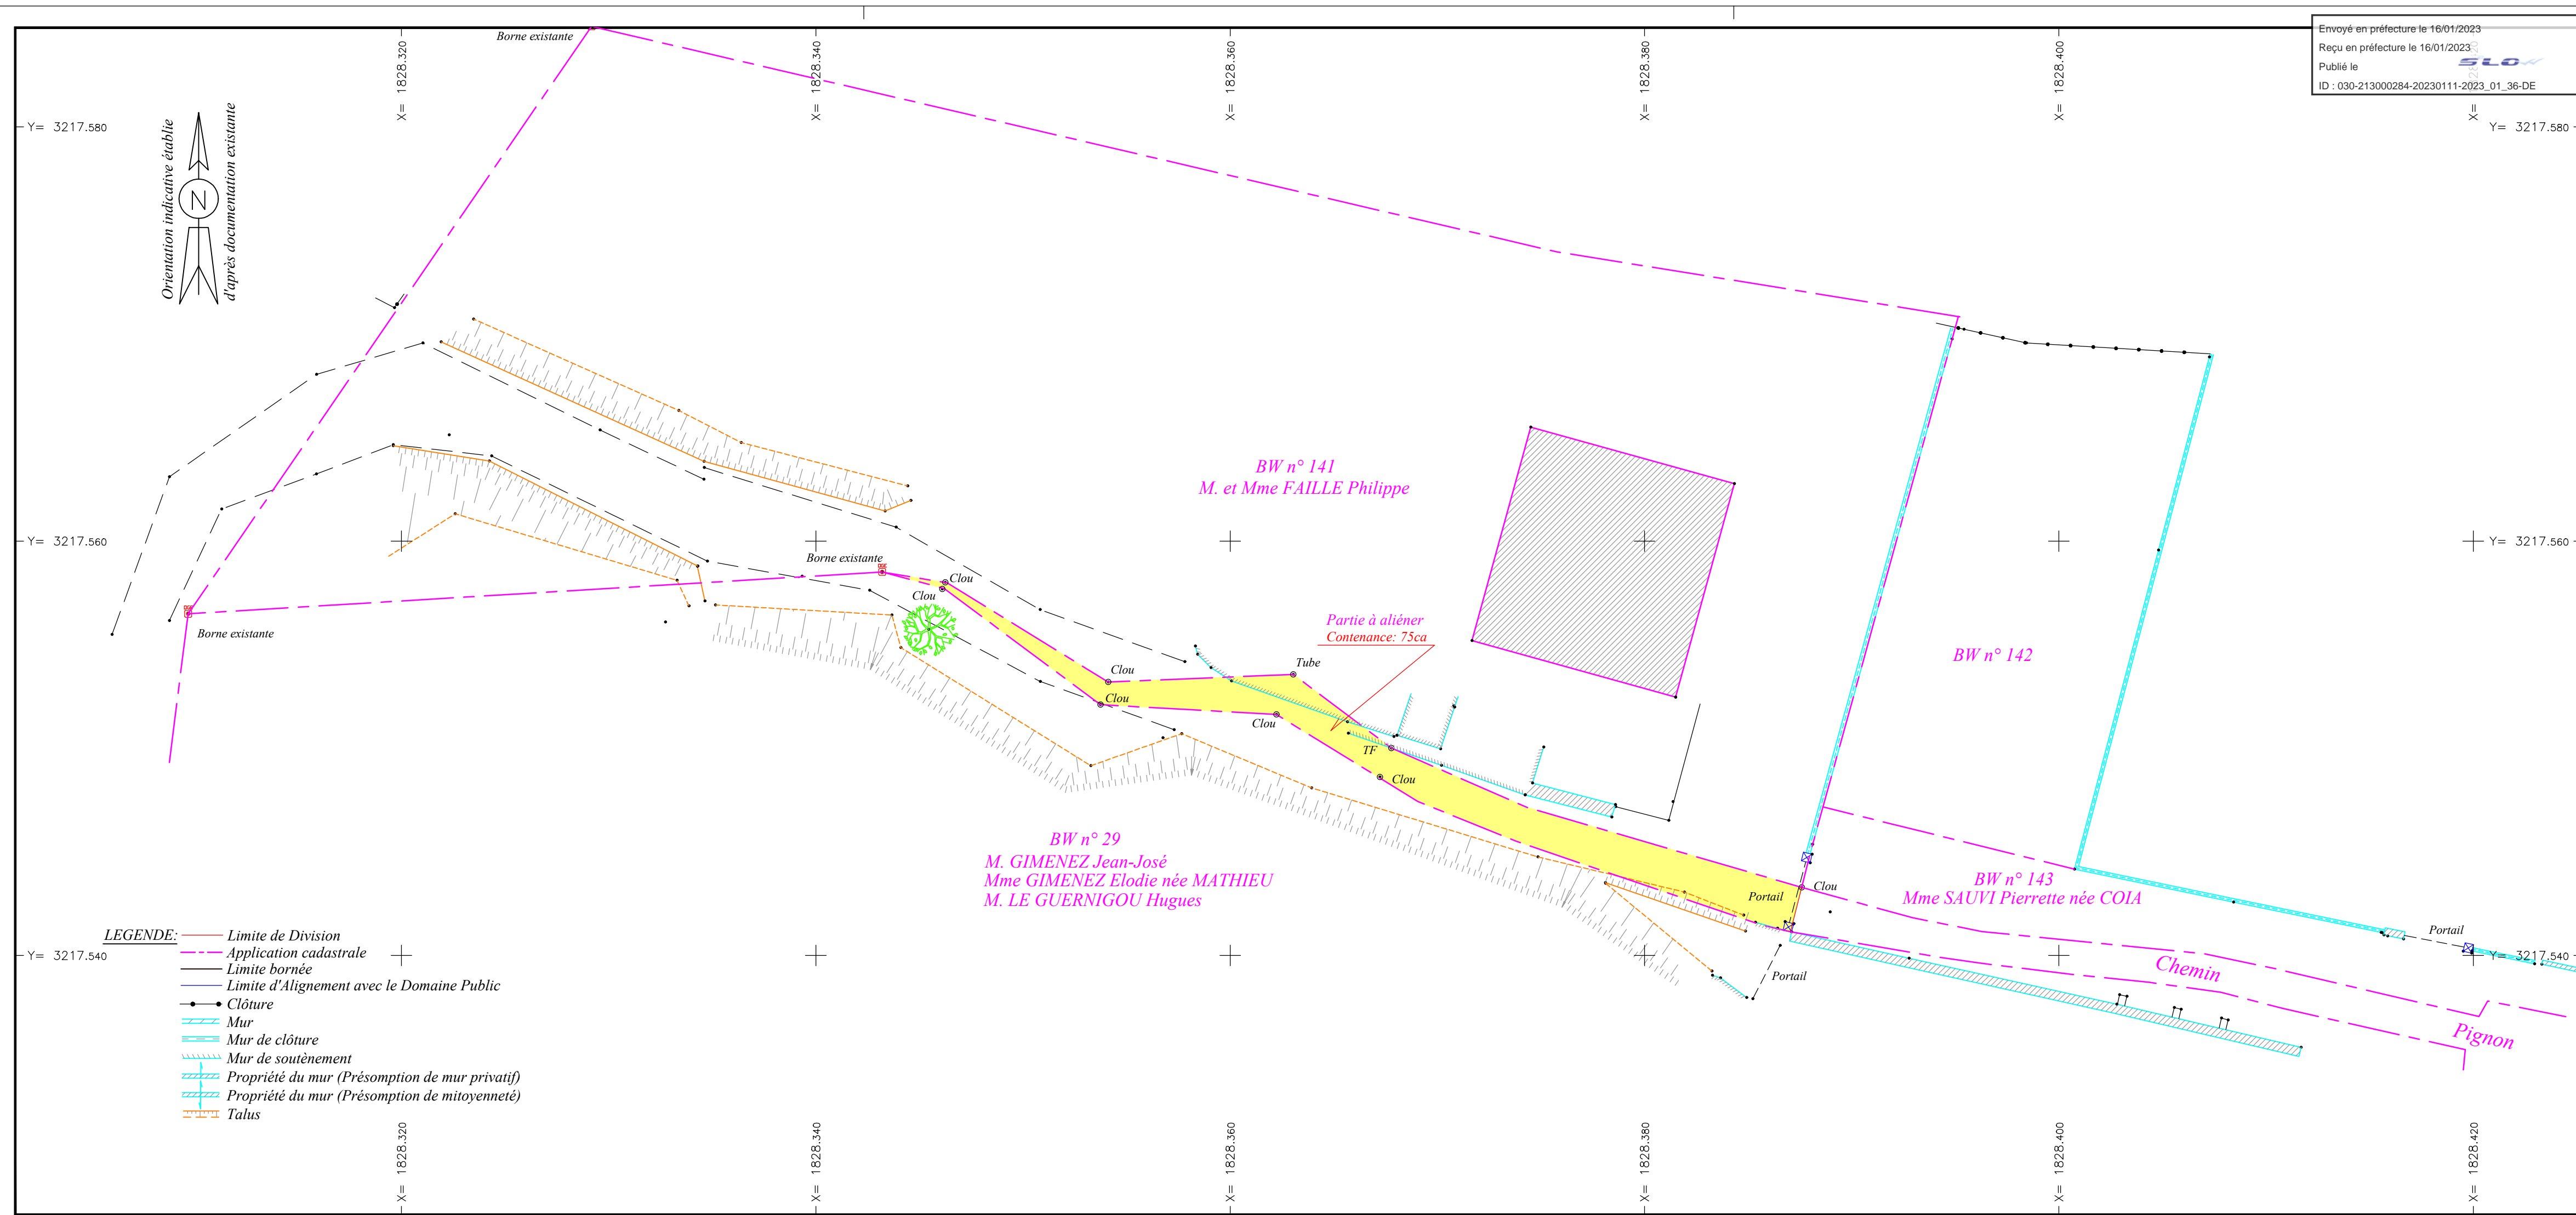 Envoyé en préfecture le 16/01/2023
Reçu en préfecture le 16/01/2023
Publié le
SLO
ID : 030-213000284-20230111-2023_01_36-DE
Borne existante
X= 1828.320
X= 1828.340
X= 1828.360
X= 1828.380
X= 1828.400
Y= 3217.580
Y= 3217.580
Orientation indicative établie
d'après documentation existante
N
BW n° 141
M. et Mme FAILLE Philippe
Y= 3217.560
Y= 3217.560
Borne existante
Clou
Clou
Borne existante
Partie à aliéner
Contenance: 75ca
BW n° 142
Clou
Tube
Clou
Clou
TF
Clou
BW n° 29
M. GIMENEZ Jean-José
Mme GIMENEZ Elodie née MATHIEU
M. LE GUERNIGOU Hugues
Portail
Clou
BW n° 143
Mme SAUVI Pierrette née COIA
Portail
Portail
Chemin
Pignon
Y= 3217.540
Y= 3217.540
LEGENDE:
Limite de Division
Application cadastrale
Limite bornée
Limite d'Alignement avec le Domaine Public
Clôture
Mur
Mur de clôture
Mur de soutènement
Propriété du mur (Présomption de mur privatif)
Propriété du mur (Présomption de mitoyenneté)
Talus
X= 1828.320
X= 1828.340
X= 1828.360
X= 1828.380
X= 1828.400
X= 1828.420